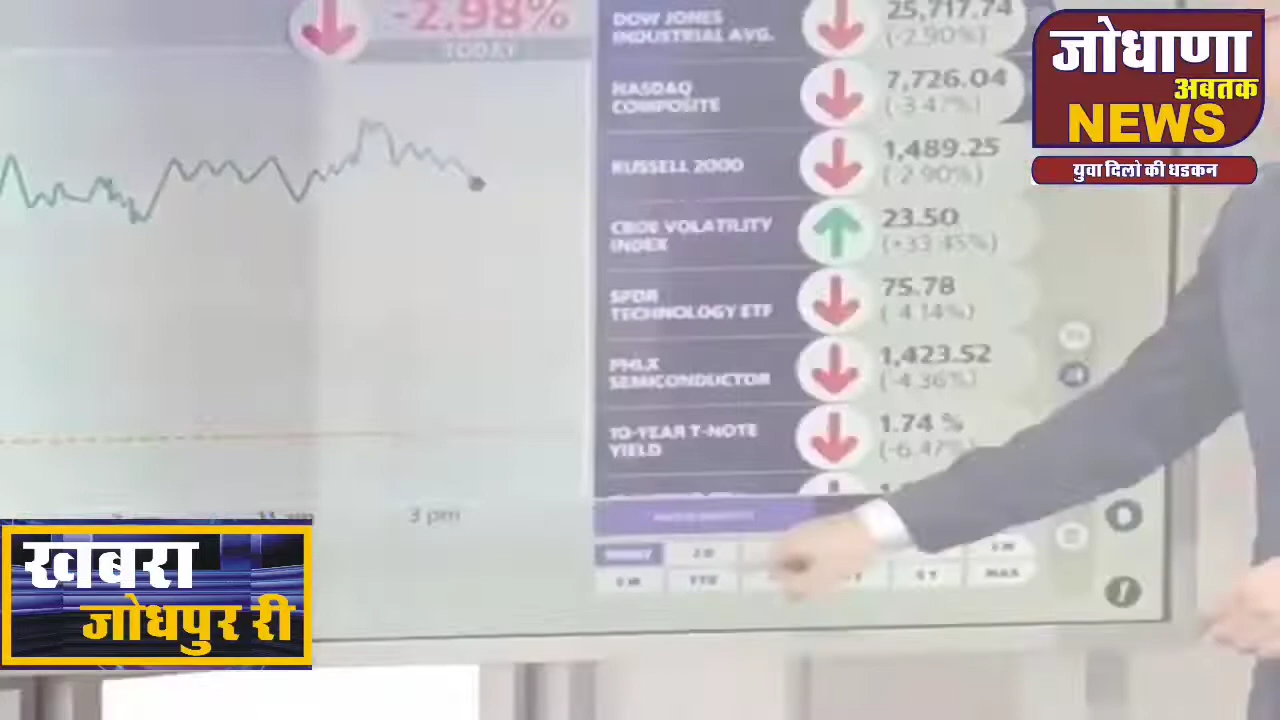 -2.98%
TODAY
3 pm
DOW JONES
INDUSTRIAL AVG.
25,717.74
(-2.90%)
NASDAQ
COMPOSITE
7,726.04
(-3.47%)
RUSSELL 2000
1,489.25
(-2.90%)
CBOE VOLATILITY
INDEX
23.50
(+33.45%)
SPDR
TECHNOLOGY ETF
75.78
(-4.14%)
PHLX
SEMICONDUCTOR
1,423.52
(-4.36%)
10-YEAR T-NOTE
YIELD
1.74 %
(-6.47%)
YTD
MAX
जोधाणा
अबतक
NEWS
युवा दिलो की धडकन
खबरा
जोधपुर री